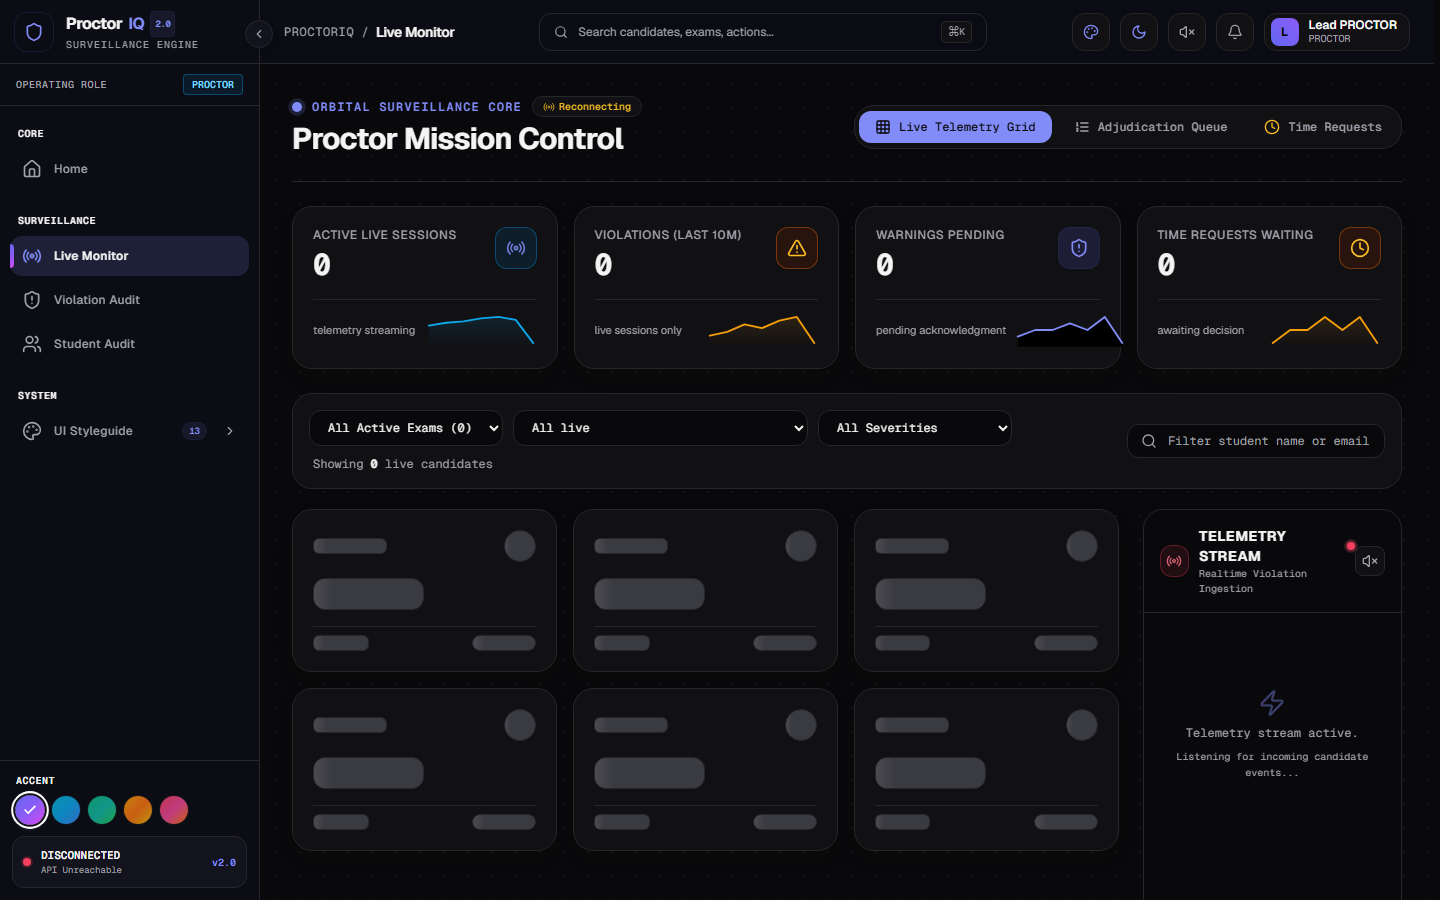 Proctor IQ 2.0
SURVEILLANCE ENGINE
OPERATING ROLE PROCTOR
CORE
Home
SURVEILLANCE
Live Monitor
Violation Audit
Student Audit
SYSTEM
UI Styleguide 13
ACCENT
DISCONNECTED
API Unreachable
v2.0
PROCTORIQ / Live Monitor
Search candidates, exams, actions... ⌘K
L
Lead PROCTOR
PROCTOR
ORBITAL SURVEILLANCE CORE Reconnecting
Proctor Mission Control
Live Telemetry Grid Adjudication Queue Time Requests
ACTIVE LIVE SESSIONS
0
telemetry streaming
VIOLATIONS (LAST 10M)
0
live sessions only
WARNINGS PENDING
0
pending acknowledgment
TIME REQUESTS WAITING
0
awaiting decision
All Active Exams (0) All live All Severities
Showing 0 live candidates
Filter student name or email
TELEMETRY
STREAM
Realtime Violation
Ingestion
Telemetry stream active.
Listening for incoming candidate
events...